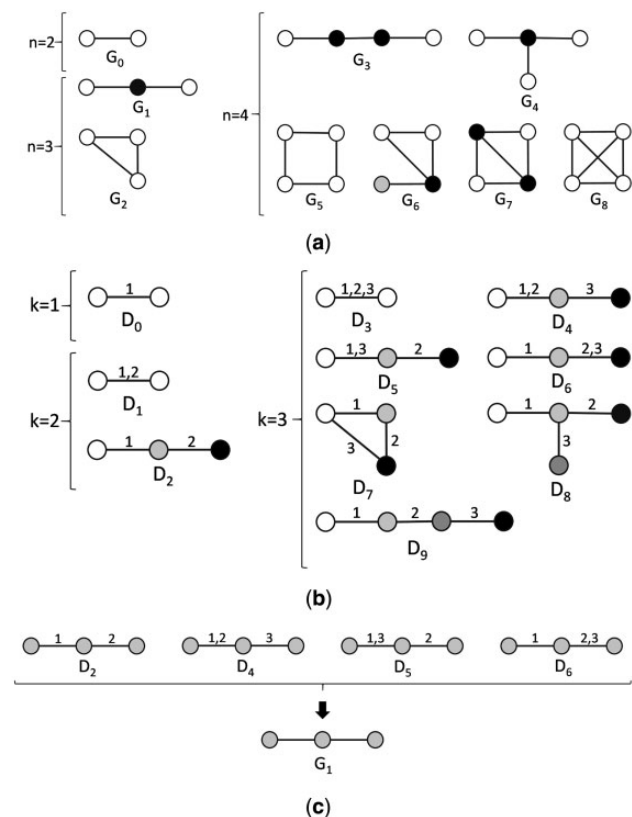 n=2
G₀
G₁
n=3
G₂
n=4
G₃
G₄
G₅
G₆
G₇
G₈
(a)
k=1
1
D₀
k=2
1,2
D₁
1 2
D₂
k=3
1,2,3
D₃
1,2 3
D₄
1,3 2
D₅
1 2,3
D₆
1
2
3
D₇
1 2
3
D₈
1 2 3
D₉
(b)
1 2
D₂
1,2 3
D₄
1,3 2
D₅
1 2,3
D₆
G₁
(c)